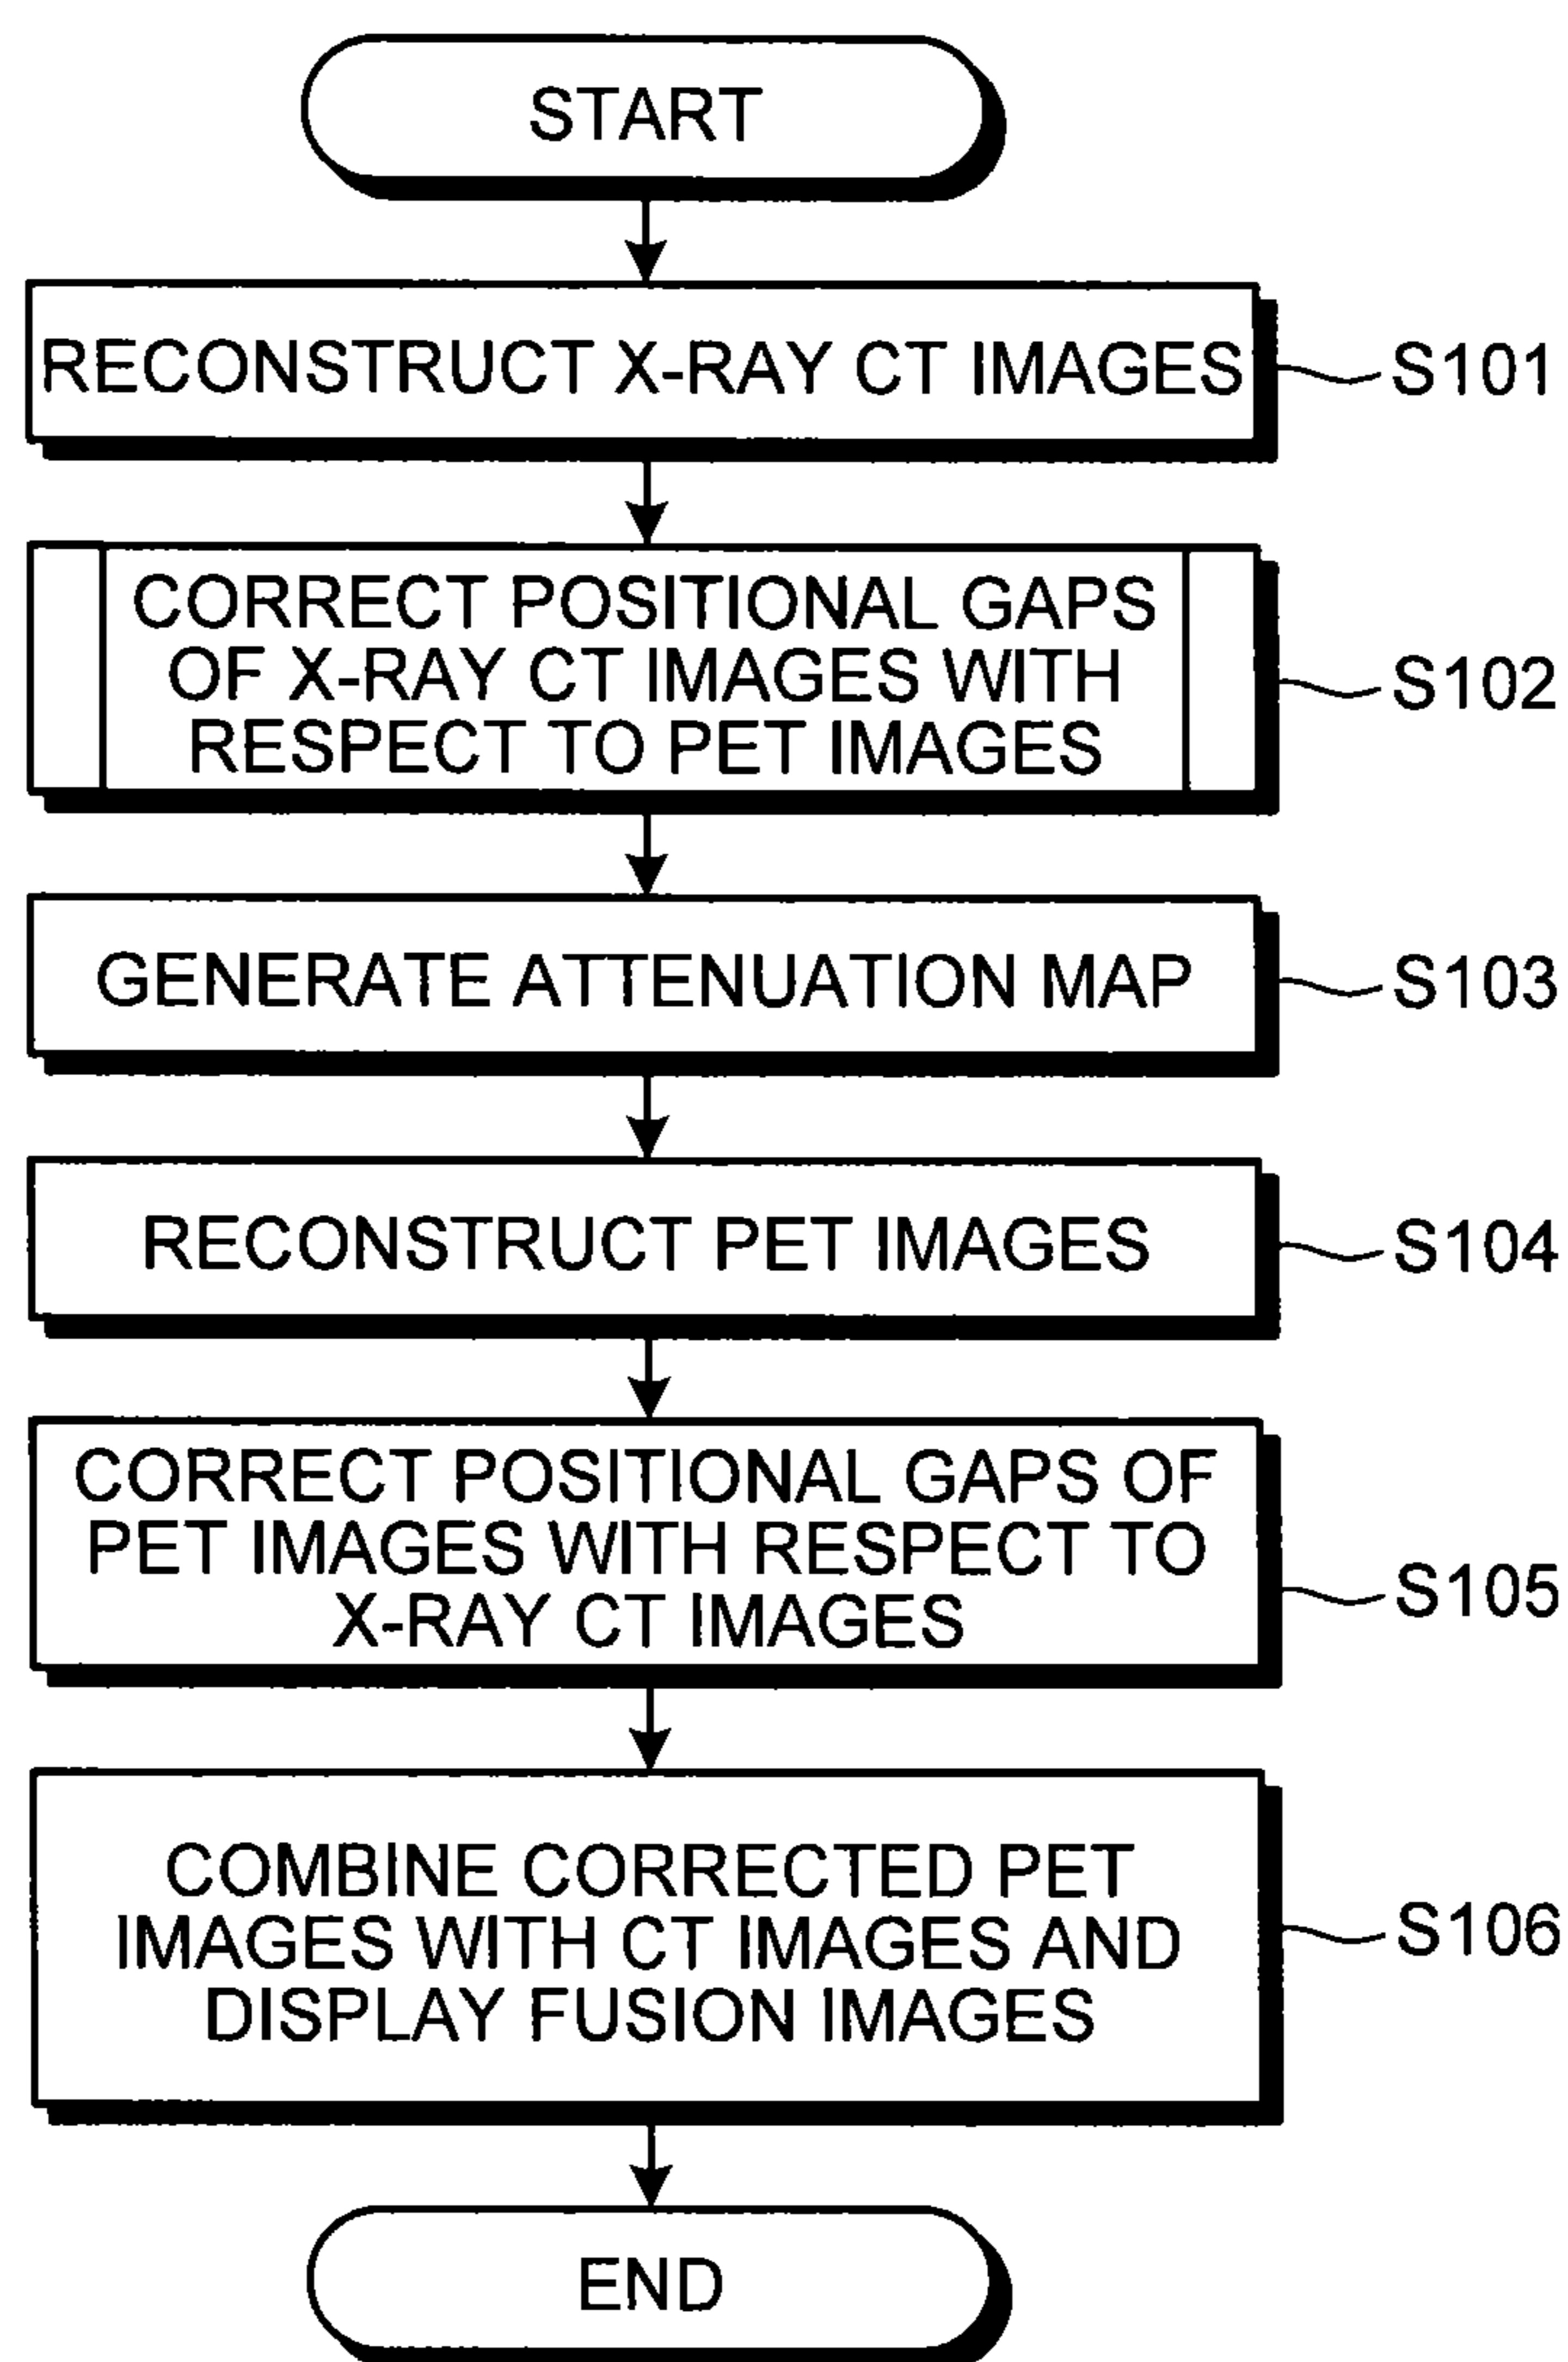 START
RECONSTRUCT X-RAY CT IMAGES
S101
CORRECT POSITIONAL GAPS
OF X-RAY CT IMAGES WITH
RESPECT TO PET IMAGES
S102
GENERATE ATTENUATION MAP
S103
RECONSTRUCT PET IMAGES
S104
CORRECT POSITIONAL GAPS OF
PET IMAGES WITH RESPECT TO
X-RAY CT IMAGES
S105
COMBINE CORRECTED PET
IMAGES WITH CT IMAGES AND
DISPLAY FUSION IMAGES
S106
END